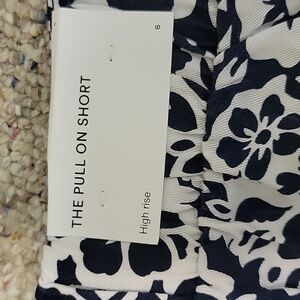 THE PULL ON SHORT
High rise
6